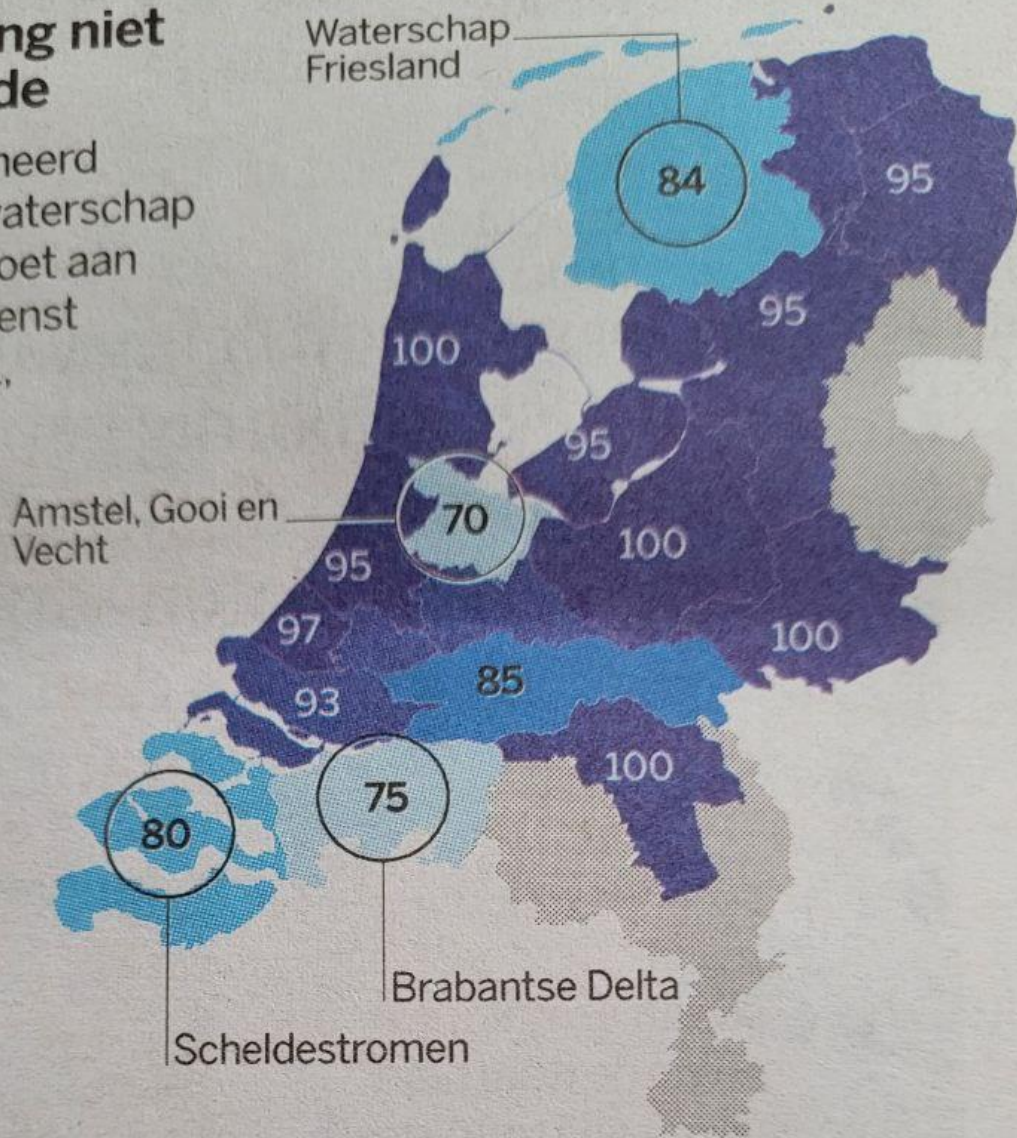 ng niet
de
neerd
aterschap
oet aan
enst
Waterschap
Friesland
84
95
95
100
95
Amstel, Gooi en
Vecht
70
100
95
97
100
85
93
100
75
80
Brabantse Delta
Scheldestromen